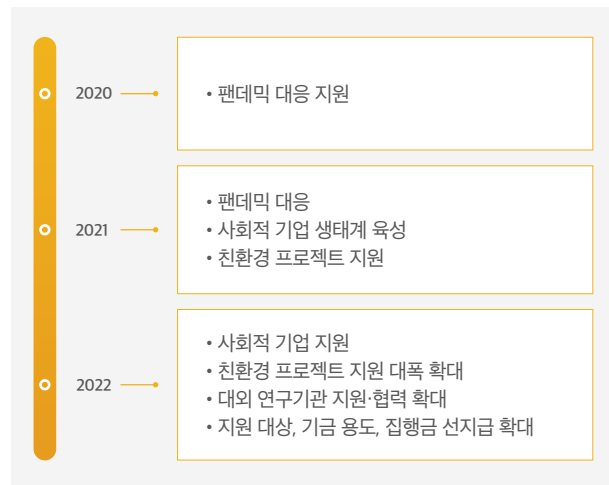 2020
• 팬데믹 대응 지원
2021
• 팬데믹 대응
• 사회적 기업 생태계 육성
• 친환경 프로젝트 지원
2022
• 사회적 기업 지원
• 친환경 프로젝트 지원 대폭 확대
• 대외 연구기관 지원·협력 확대
• 지원 대상, 기금 용도, 집행금 선지급 확대